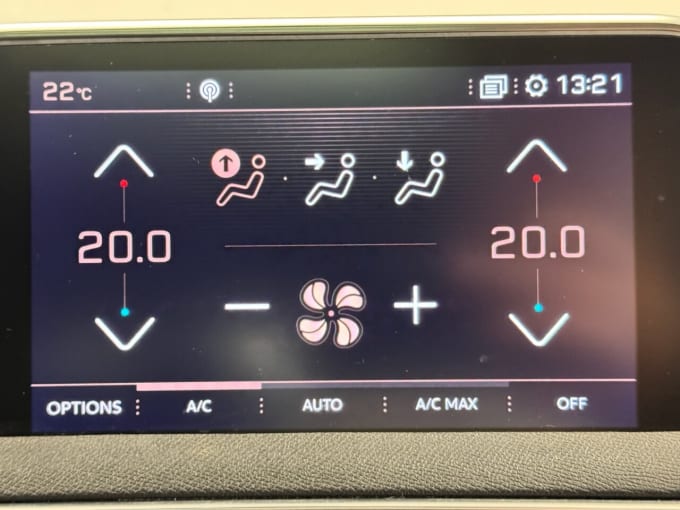 22°C 13:21
20.0 20.0
OPTIONS A/C AUTO A/C MAX OFF